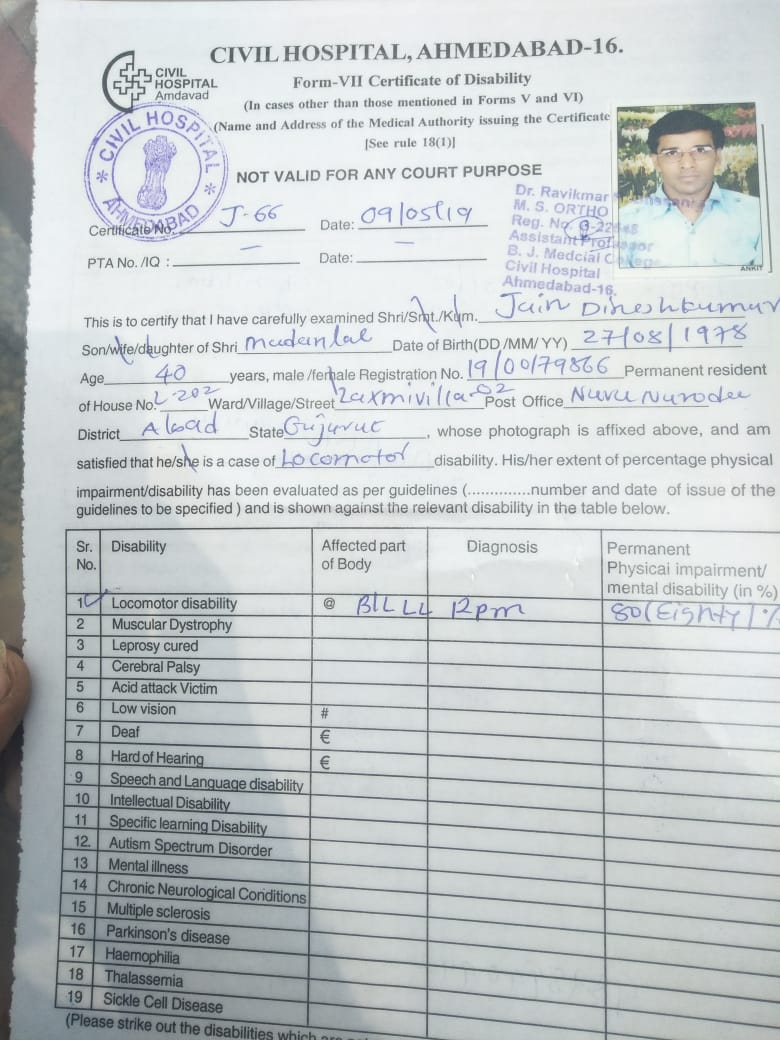 CIVIL HOSPITAL, AHMEDABAD-16.
CIVIL
HOSPITAL
Amdavad
Form-VII Certificate of Disability
(In cases other than those mentioned in Forms V and VI)
(Name and Address of the Medical Authority issuing the Certificate
[See rule 18(1)]
CIVIL HOSPITAL
AHMEDABAD
NOT VALID FOR ANY COURT PURPOSE
Dr. Ravikmar
M. S. ORTHO
Reg. No. G-22
Assistant Professor
B. J. Medcial College
Civil Hospital
Ahmedabad-16.
ANKIT
Certificate No. J-66 Date: 09/05/19
PTA No. /IQ : — Date: —
This is to certify that I have carefully examined Shri/Smt./Kum. Jain Dineshkumar
Son/wife/daughter of Shri Madanlal Date of Birth(DD /MM/ YY) 27/08/1978
Age 40 years, male /female Registration No. 19/00/79866 Permanent resident
of House No. L-202 Ward/Village/Street Laxmivilla-02 Post Office
District State Gujarat, whose photograph is affixed above, and am
satisfied that he/she is a case of Locomotor disability. His/her extent of percentage physical
impairment/disability has been evaluated as per guidelines (..............number and date of issue of the
guidelines to be specified ) and is shown against the relevant disability in the table below.
Sr. No. Disability Affected part of Body Diagnosis Permanent Physical impairment/ mental disability (in %)
1 Locomotor disability @ B/L LL PPRM 80 (Eighty) %
2 Muscular Dystrophy
3 Leprosy cured
4 Cerebral Palsy
5 Acid attack Victim
6 Low vision #
7 Deaf €
8 Hard of Hearing €
9 Speech and Language disability
10 Intellectual Disability
11 Specific learning Disability
12. Autism Spectrum Disorder
13 Mental illness
14 Chronic Neurological Conditions
15 Multiple sclerosis
16 Parkinson's disease
17 Haemophilia
18 Thalassemia
19 Sickle Cell Disease
(Please strike out the disabilities which are